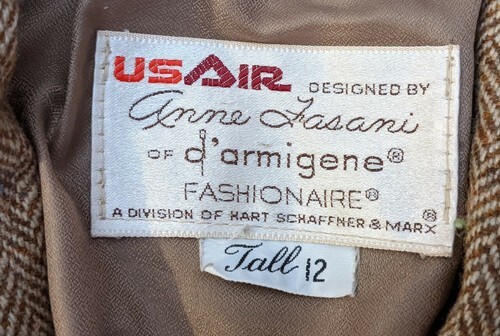 USAIR DESIGNED BY
Anne Fasani
OF d'armigene®
FASHIONAIRE®
A DIVISION OF HART SCHAFFNER & MARX ®
Tall 12